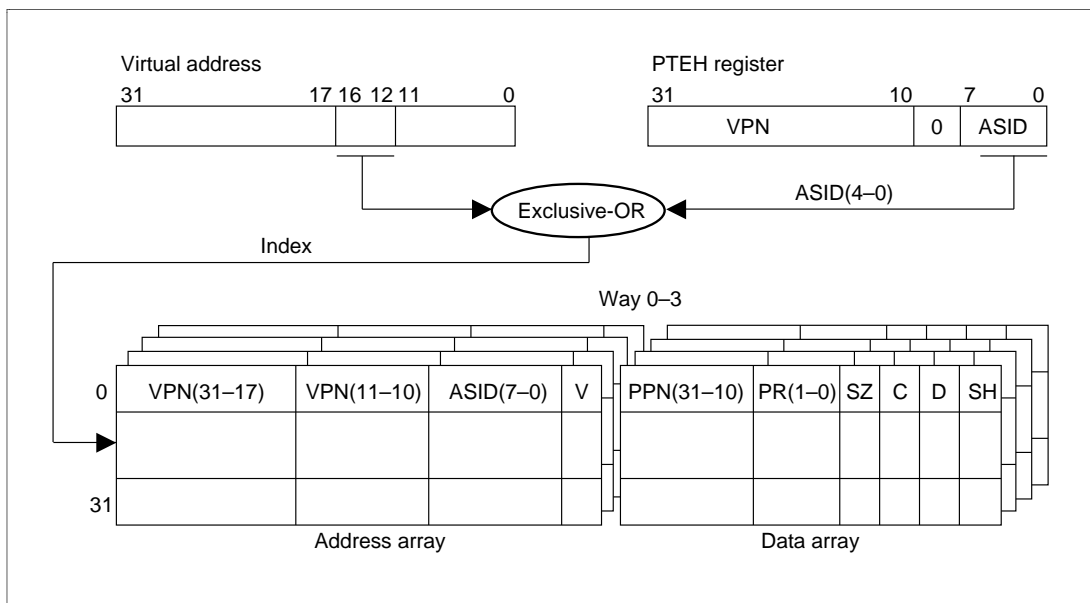 Virtual address
PTEH register
31 17 16 12 11 0
31 10 7 0
VPN 0 ASID
ASID(4–0)
Exclusive-OR
Index
Way 0–3
0 VPN(31–17) VPN(11–10) ASID(7–0) V PPN(31–10) PR(1–0) SZ C D SH
31
Address array
Data array